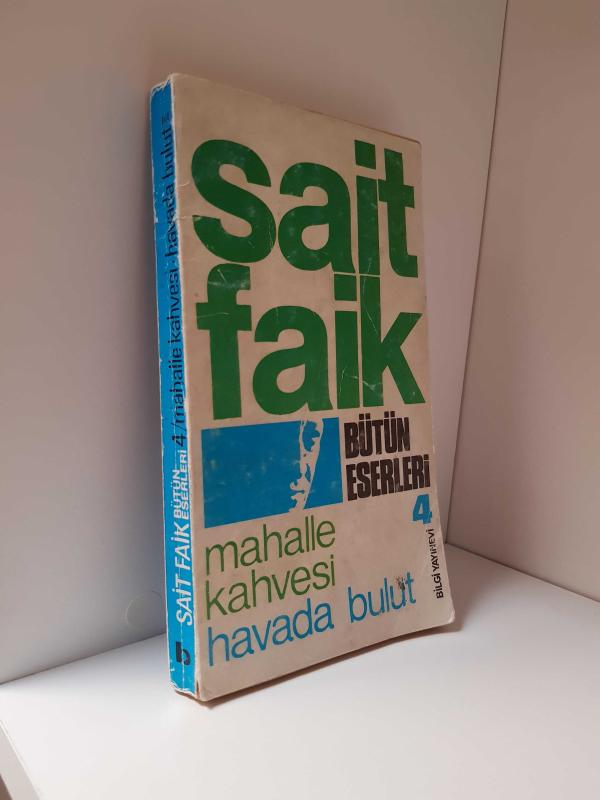 sait
faik
BÜTÜN
ESERLERİ
4
mahalle
kahvesi
havada bulut
BİLGİ YAYINEVİ
SAİT FAİK BÜTÜN
ESERLERİ 4/mahalle kahvesi·havada bulut
b